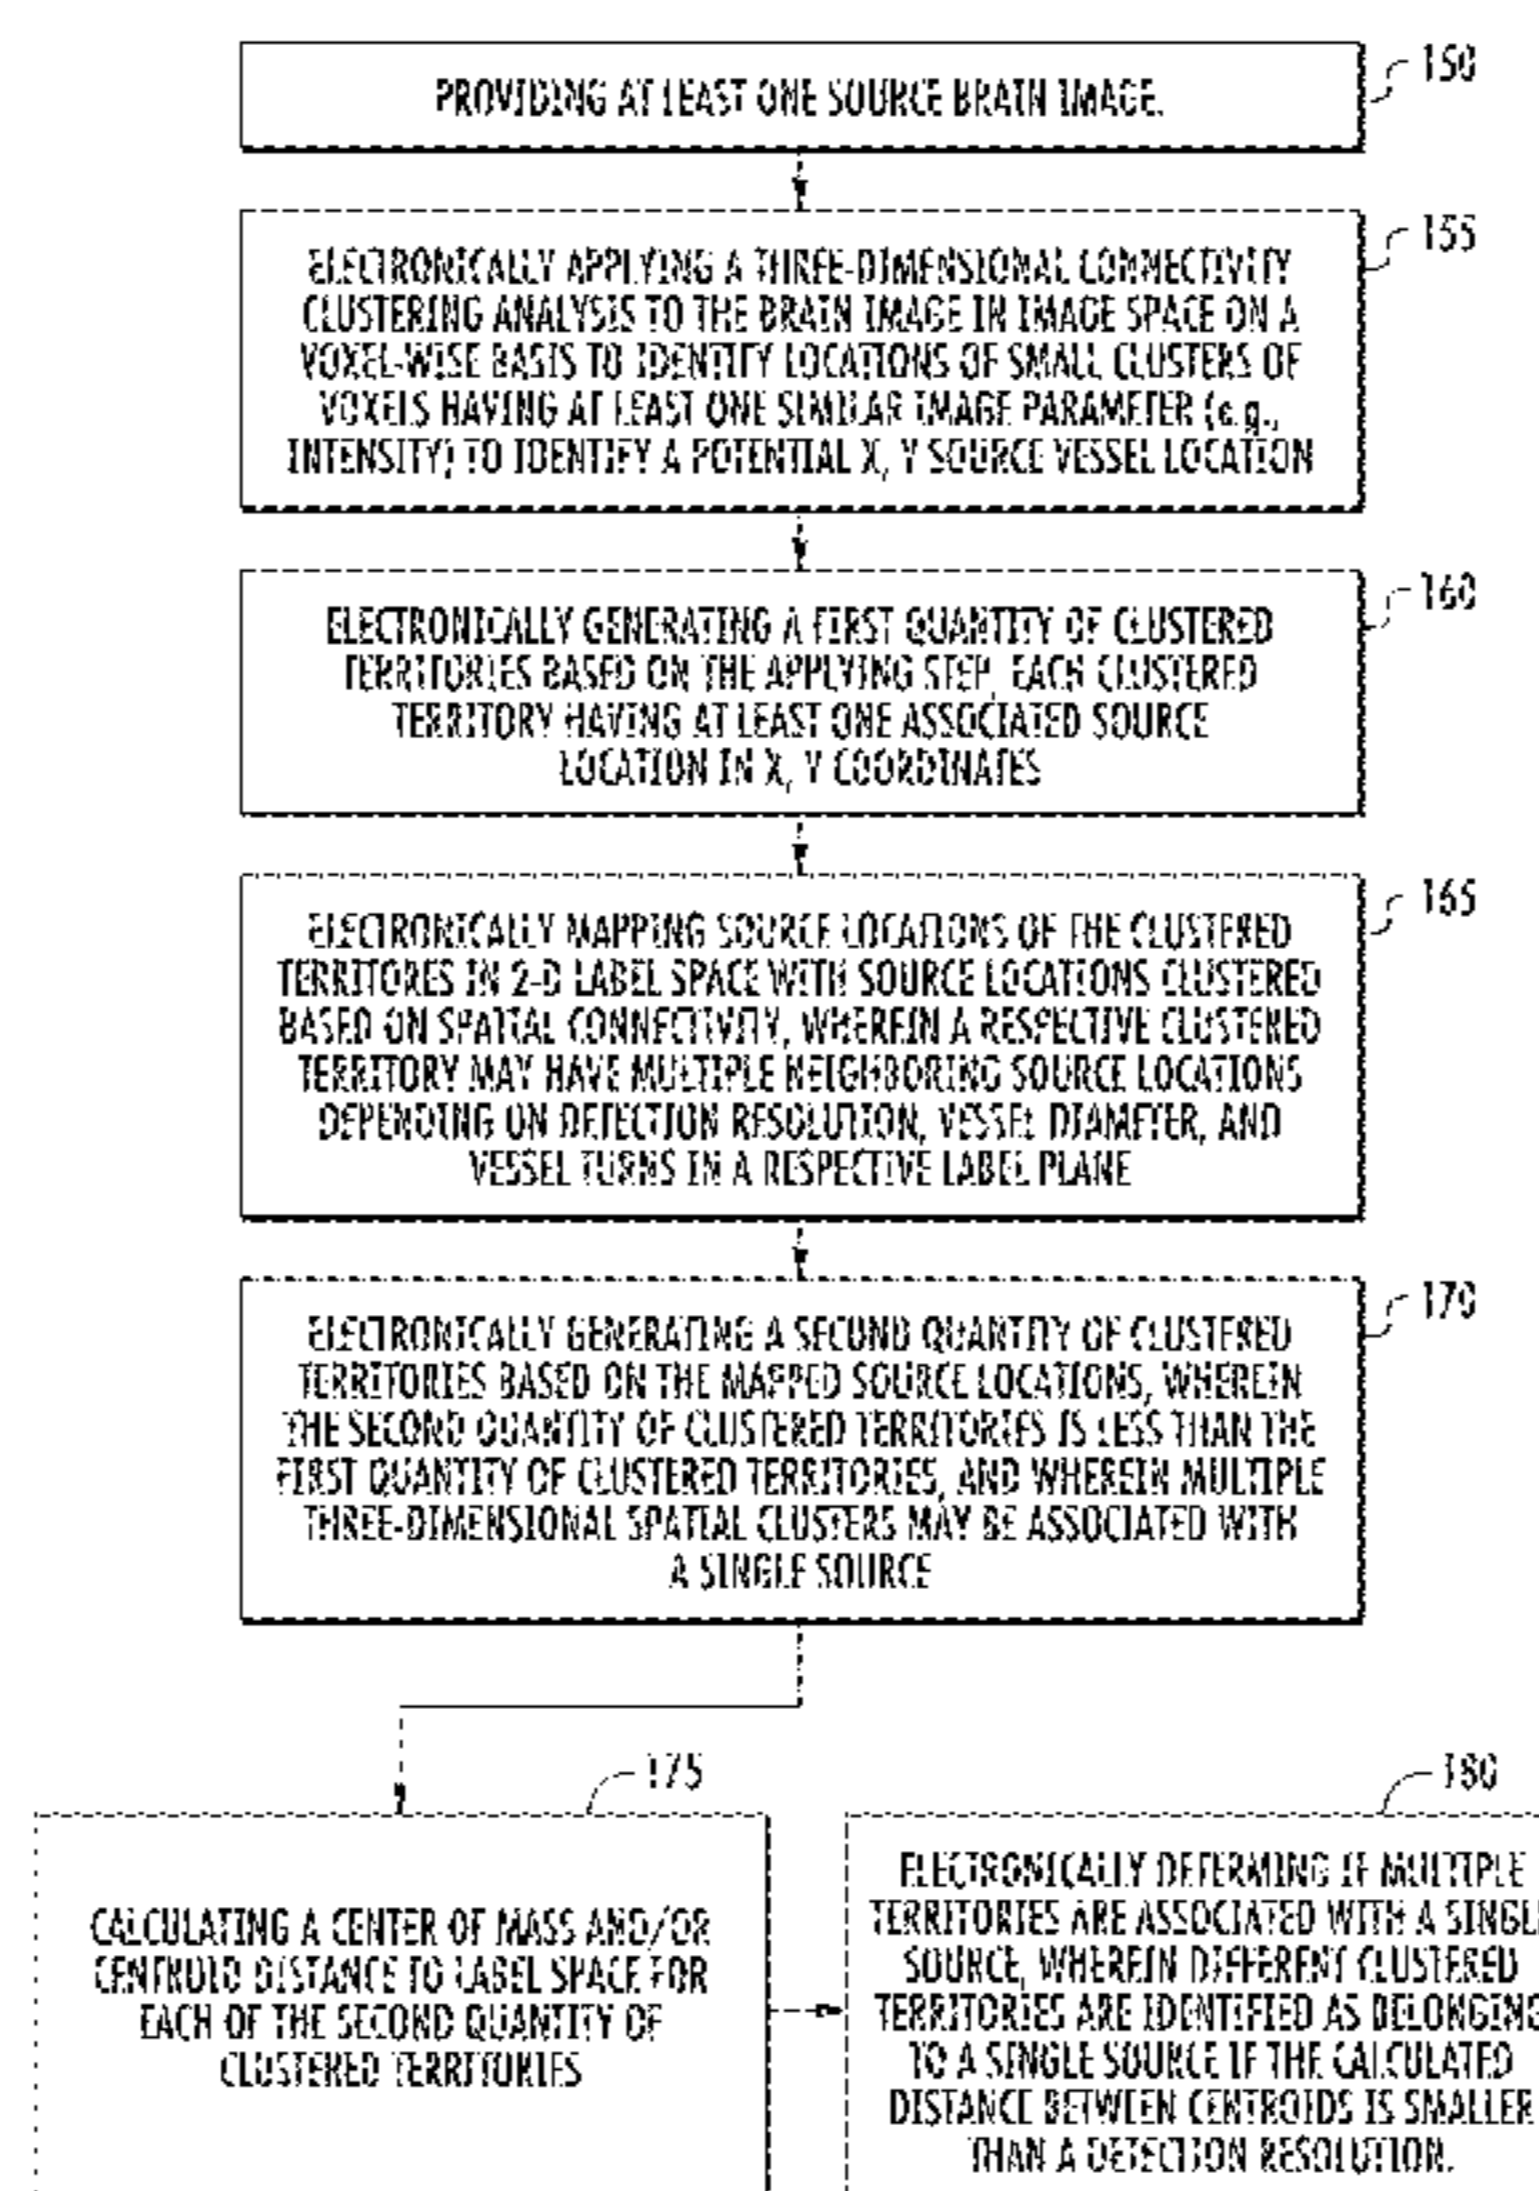 150
PROVIDING AT LEAST ONE SOURCE BRAIN IMAGE.
155
ELECTRONICALLY APPLYING A THREE-DIMENSIONAL CONNECTIVITY
CLUSTERING ANALYSIS TO THE BRAIN IMAGE IN IMAGE SPACE ON A
VOXEL-WISE BASIS TO IDENTITY LOCATIONS OF SMALL CLUSTERS OF
VOXELS HAVING AT LEAST ONE SIMILAR IMAGE PARAMETER (e.g.,
INTENSITY) TO IDENTIFY A POTENTIAL X, Y SOURCE VESSEL LOCATION
160
ELECTRONICALLY GENERATING A FIRST QUANTITY OF CLUSTERED
TERRITORIES BASED ON THE APPLYING STEP, EACH CLUSTERED
TERRITORY HAVING AT LEAST ONE ASSOCIATED SOURCE
LOCATION IN X, Y COORDINATES
165
ELECTRONICALLY MAPPING SOURCE LOCATIONS OF THE CLUSTERED
TERRITORES IN 2-D LABEL SPACE WITH SOURCE LOCATIONS CLUSTERED
BASED ON SPATIAL CONNECTIVITY, WHEREIN A RESPECTIVE CLUSTERED
TERRITORY MAY HAVE MULTIPLE NEIGHBORING SOURCE LOCATIONS
DEPENDING ON DETECTION RESOLUTION, VESSEL DIAMETER, AND
VESSEL TURNS IN A RESPECTIVE LABEL PLANE
170
ELECTRONICALLY GENERATING A SECOND QUANTITY OF CLUSTERED
TERRITORIES BASED ON THE MAPPED SOURCE LOCATIONS, WHEREIN
THE SECOND QUANTITY OF CLUSTERED TERRITORIES IS LESS THAN THE
FIRST QUANTITY OF CLUSTERED TERRITORIES, AND WHEREIN MULTIPLE
THREE-DIMENSIONAL SPATIAL CLUSTERS MAY BE ASSOCIATED WITH
A SINGLE SOURCE
175
CALCULATING A CENTER OF MASS AND/OR
CENTROID DISTANCE TO LABEL SPACE FOR
EACH OF THE SECOND QUANTITY OF
CLUSTERED TERRITORIES
180
ELECTRONICALLY DETERMING IF MULTIPLE
TERRITORIES ARE ASSOCIATED WITH A SINGLE
SOURCE, WHEREIN DIFFERENT CLUSTERED
TERRITORIES ARE IDENTIFIED AS BELONGING
TO A SINGLE SOURCE IF THE CALCULATED
DISTANCE BETWEEN CENTROIDS IS SMALLER
THAN A DETECTION RESOLUTION.